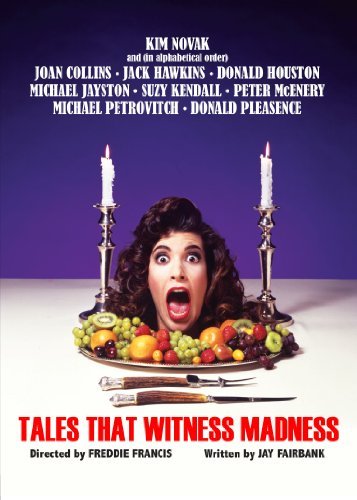 KIM NOVAK
and (in alphabetical order)
JOAN COLLINS • JACK HAWKINS • DONALD HOUSTON
MICHAEL JAYSTON • SUZY KENDALL • PETER McENERY
MICHAEL PETROVITCH • DONALD PLEASENCE
TALES THAT WITNESS MADNESS
Directed by FREDDIE FRANCIS Written by JAY FAIRBANK